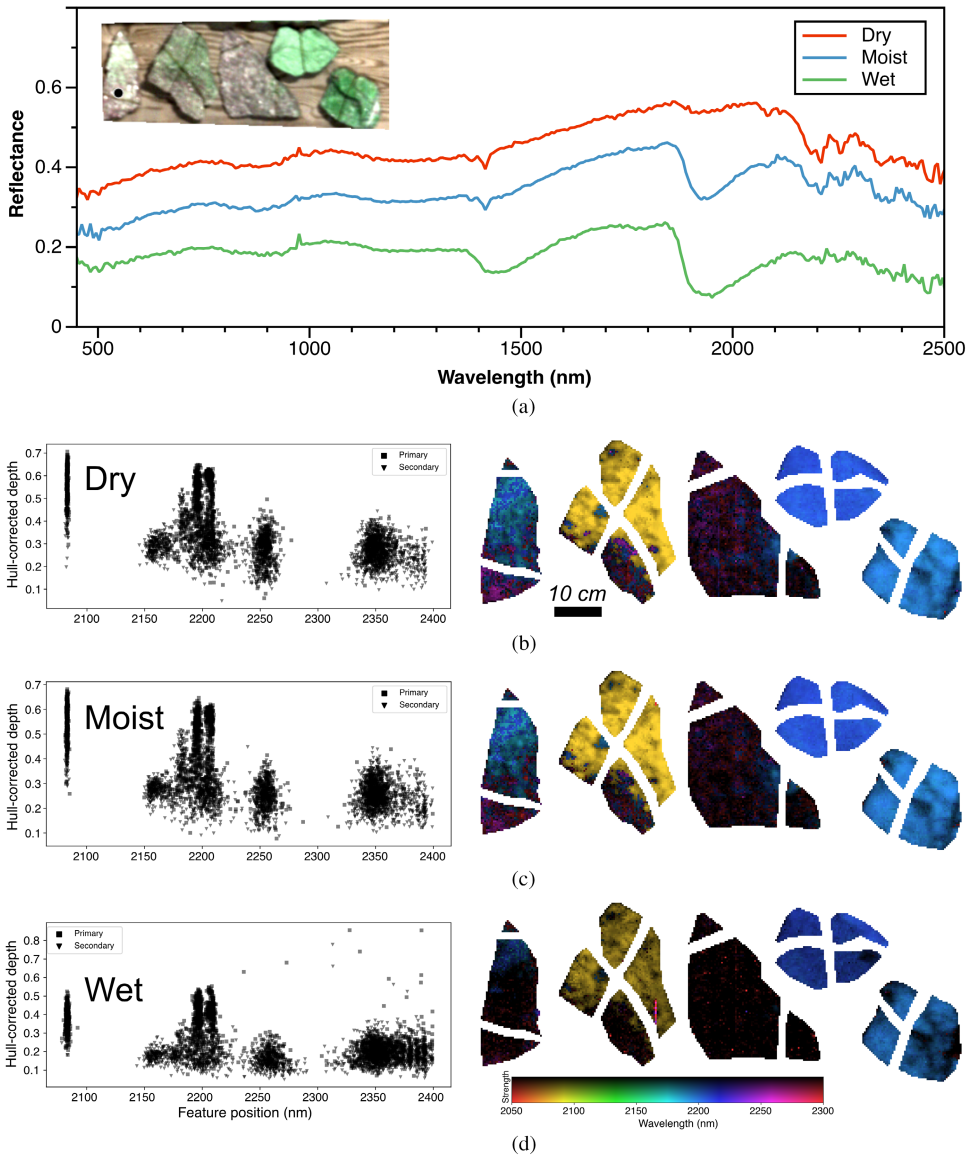 Dry
Moist
Wet
0.6
0.4
0.2
0
Reflectance
500 1000 1500 2000 2500
Wavelength (nm)
(a)
Hull-corrected depth
0.7
0.6
0.5
0.4
0.3
0.2
0.1
Dry
Primary
Secondary
2100 2150 2200 2250 2300 2350 2400
10 cm
(b)
Hull-corrected depth
0.7
0.6
0.5
0.4
0.3
0.2
0.1
Moist
Primary
Secondary
2100 2150 2200 2250 2300 2350 2400
(c)
Hull-corrected depth
0.8
0.7
0.6
0.5
0.4
0.3
0.2
0.1
Primary
Secondary
Wet
2100 2150 2200 2250 2300 2350 2400
Feature position (nm)
Strength
2050 2100 2150 2200 2250 2300
Wavelength (nm)
(d)